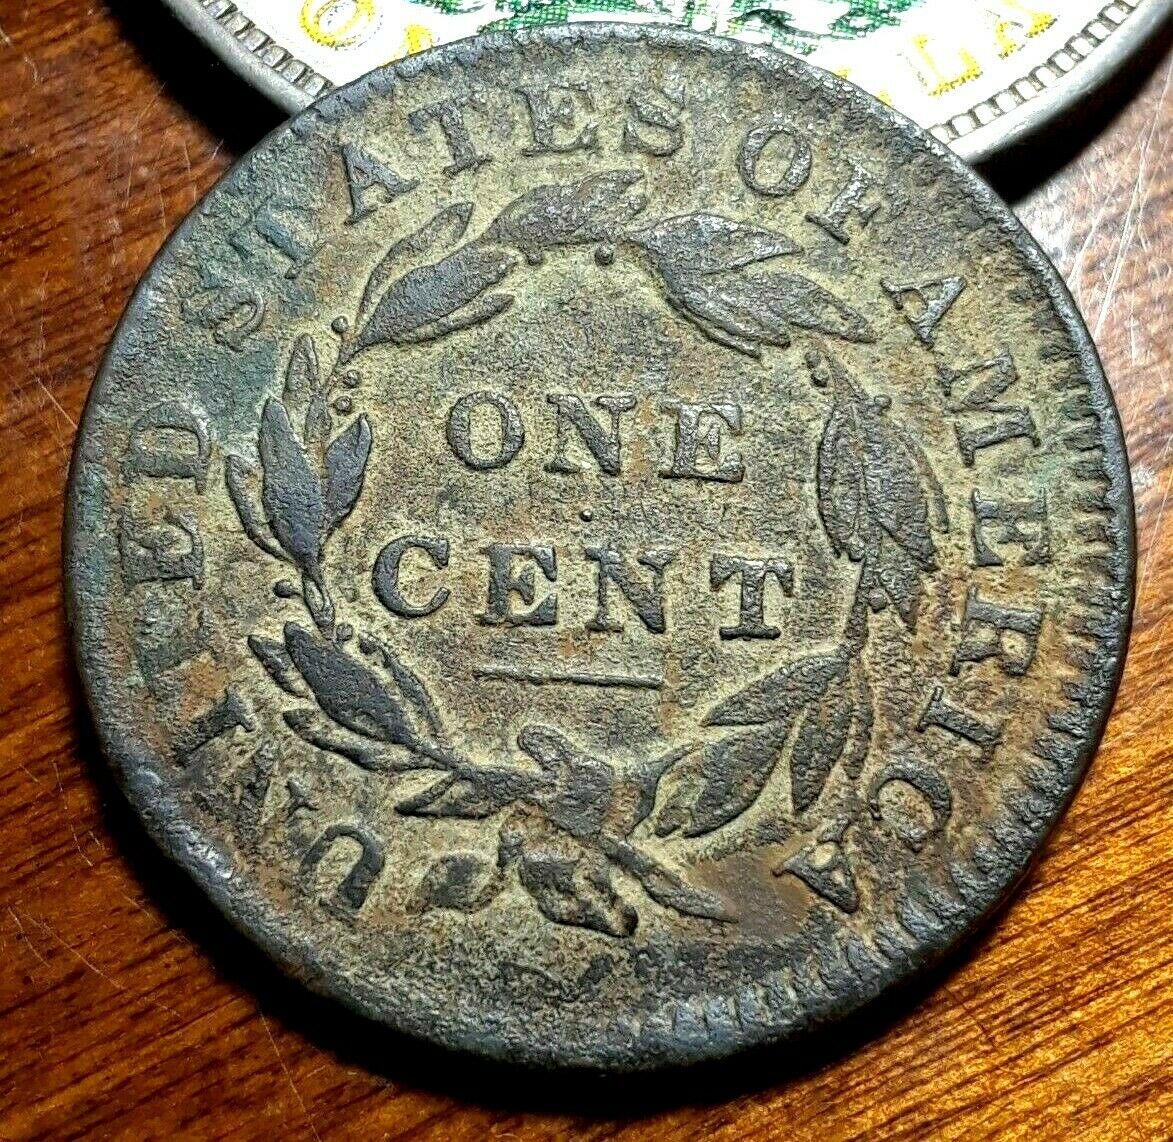 UNITED STATES OF AMERICA
ONE
CENT